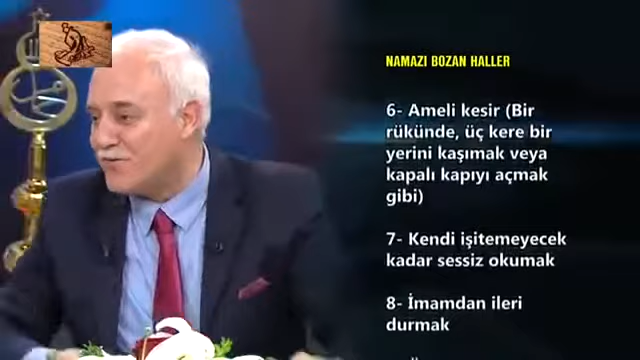 NAMAZI BOZAN HALLER
6- Ameli kesir (Bir
rükünde, üç kere bir
yerini kaşımak veya
kapalı kapıyı açmak
gibi)
7- Kendi işitemeyecek
kadar sessiz okumak
8- İmamdan ileri
durmak